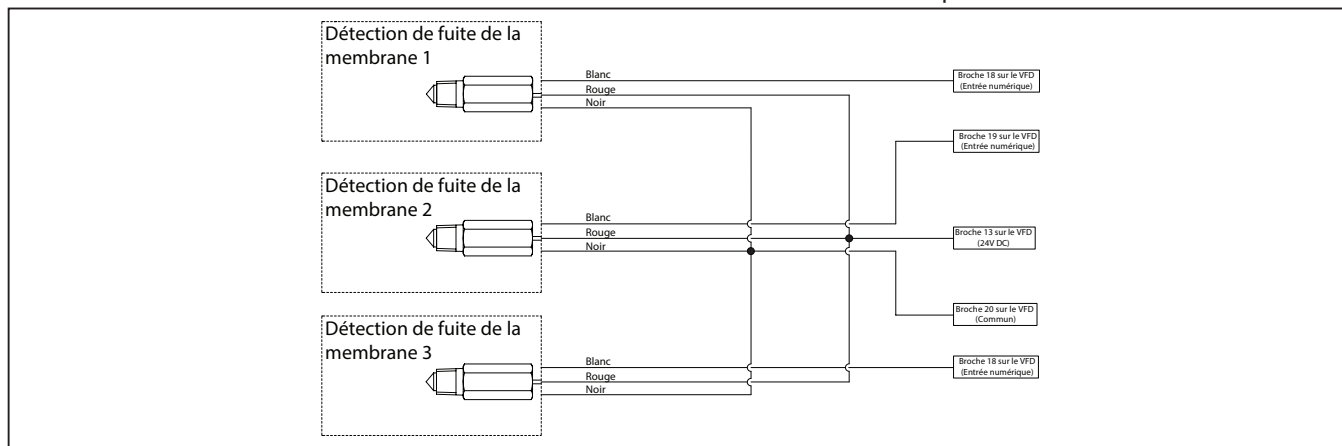 Détection de fuite de la
membrane 1
Blanc
Rouge
Noir
Broche 18 sur le VFD
(Entrée numérique)
Broche 19 sur le VFD
(Entrée numérique)
Détection de fuite de la
membrane 2
Blanc
Rouge
Noir
Broche 13 sur le VFD
(24V DC)
Broche 20 sur le VFD
(Commun)
Détection de fuite de la
membrane 3
Blanc
Rouge
Noir
Broche 18 sur le VFD
(Entrée numérique)